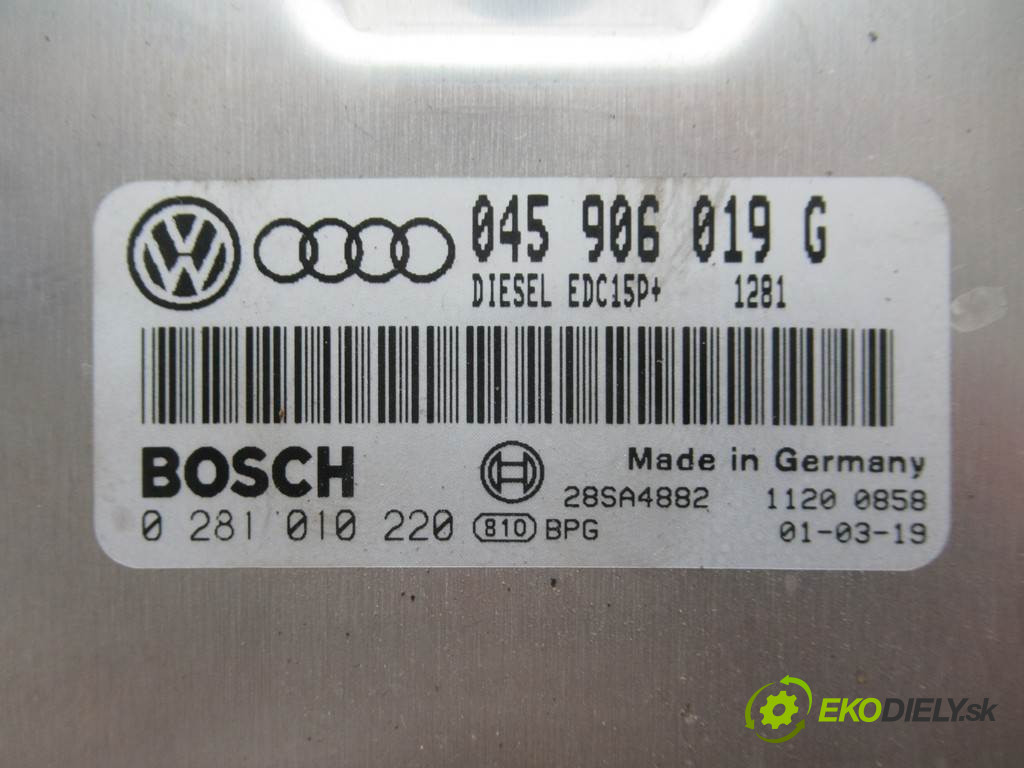 045 906 019 G
DIESEL EDC15P+ 1281
BOSCH
Made in Germany
28SA4882 1120 0858
0 281 010 220 810 BPG 01-03-19
EKODIELY.sk